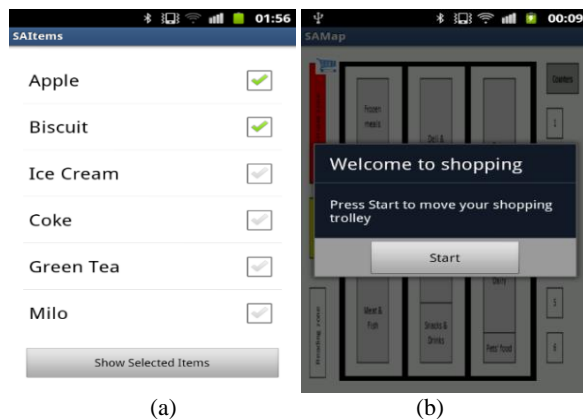 01:56
SAItems
Apple
Biscuit
Ice Cream
Coke
Green Tea
Milo
Show Selected Items
(a)
00:09
SAMap
Counters
Frozen
meals
Deli &
1
Welcome to shopping
Press Start to move your shopping
trolley
Start
Dairy
Meat &
Fish
Snacks &
Drinks
Pets' food
5
6
(b)